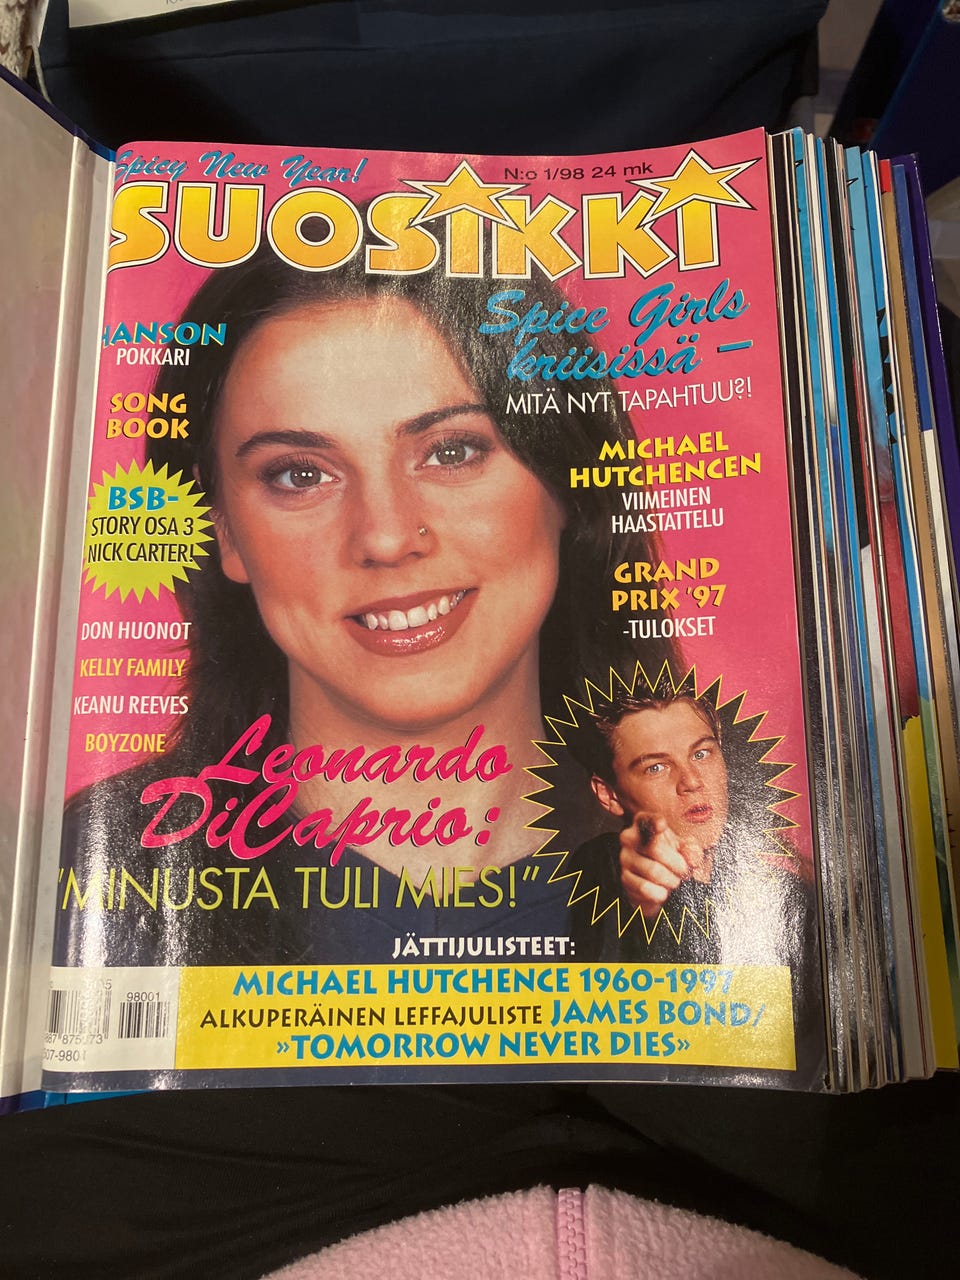 Spicy New Year!
N:o 1/98 24 mk
SUOSIKKI
Spice Girls
kriisissä –
MITÄ NYT TAPAHTUU?!
HANSON
POKKARI
SONG
BOOK
BSB-
STORY OSA 3
NICK CARTER!
DON HUONOT
KELLY FAMILY
KEANU REEVES
BOYZONE
MICHAEL
HUTCHENCEN
VIIMEINEN
HAASTATTELU
GRAND
PRIX '97
-TULOKSET
Leonardo
DiCaprio:
"MINUSTA TULI MIES!"
JÄTTIJULISTEET:
MICHAEL HUTCHENCE 1960-1997
ALKUPERÄINEN LEFFAJULISTE JAMES BOND/
»TOMORROW NEVER DIES»
98001